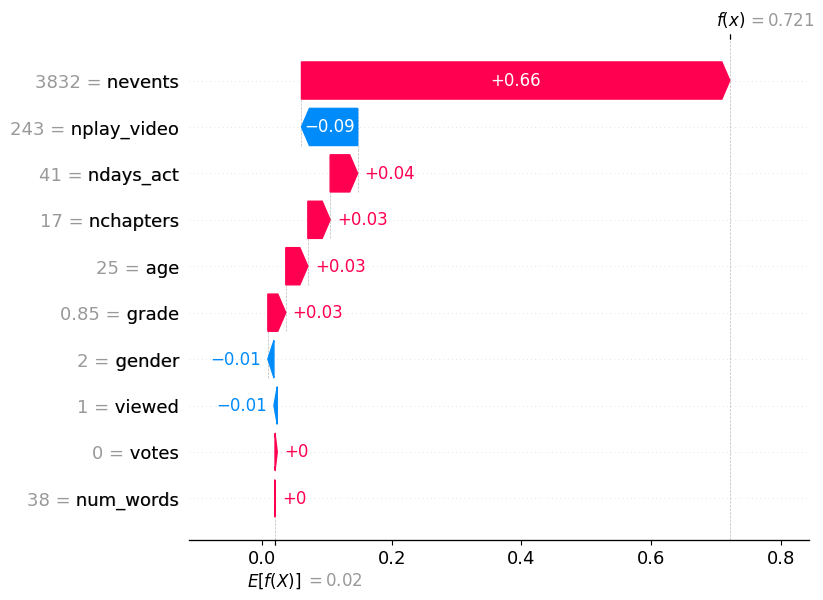 f(x) = 0.721
3832 = nevents
+0.66
243 = nplay_video
−0.09
41 = ndays_act
+0.04
17 = nchapters
+0.03
25 = age
+0.03
0.85 = grade
+0.03
2 = gender
−0.01
1 = viewed
−0.01
0 = votes
+0
38 = num_words
+0
0.0 0.2 0.4 0.6 0.8
E[f(X)] = 0.02